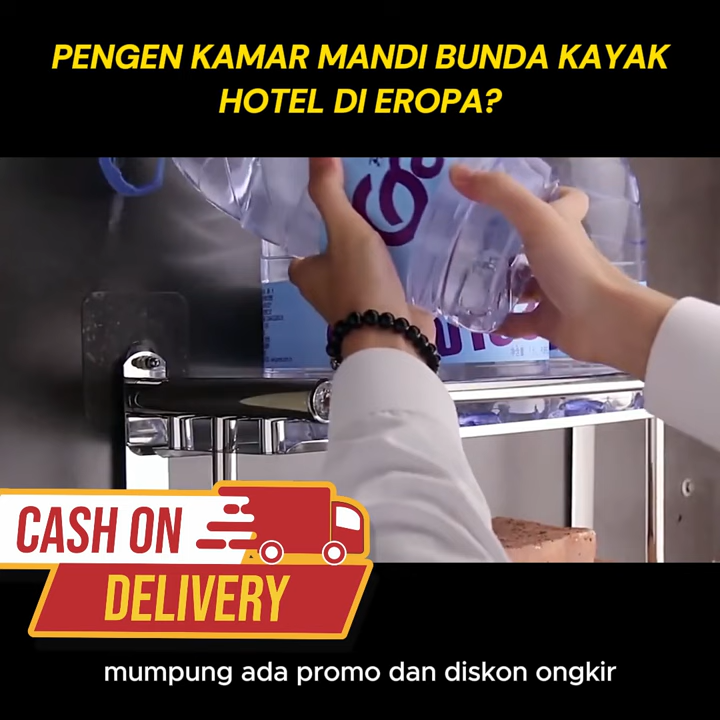 PENGEN KAMAR MANDI BUNDA KAYAK
HOTEL DI EROPA?
CASH ON
DELIVERY
mumpung ada promo dan diskon ongkir